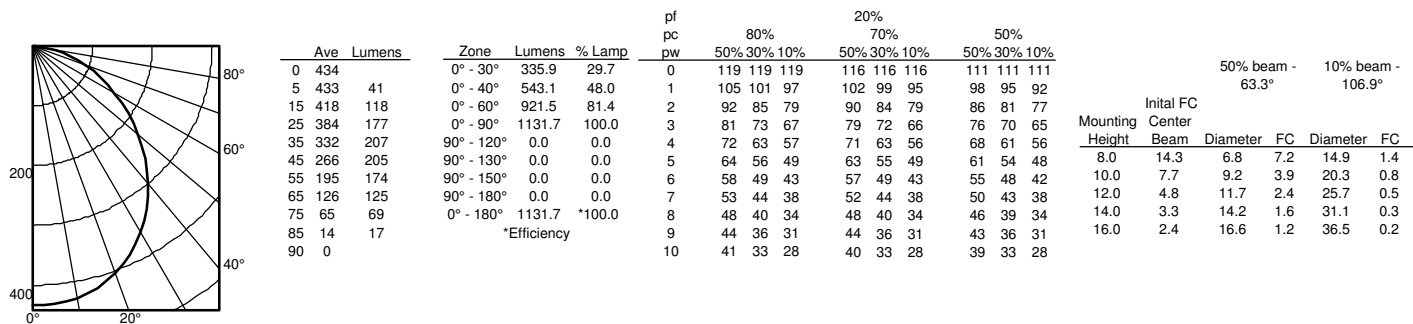 80°
60°
40°
200
400
0° 20°
Ave Lumens
0 434
5 433 41
15 418 118
25 384 177
35 332 207
45 266 205
55 195 174
65 126 125
75 65 69
85 14 17
90 0
Zone Lumens % Lamp
0° - 30° 335.9 29.7
0° - 40° 543.1 48.0
0° - 60° 921.5 81.4
0° - 90° 1131.7 100.0
90° - 120° 0.0 0.0
90° - 130° 0.0 0.0
90° - 150° 0.0 0.0
90° - 180° 0.0 0.0
0° - 180° 1131.7 *100.0
*Efficiency
pf 20%
pc 80% 70% 50%
pw 50% 30% 10% 50% 30% 10% 50% 30% 10%
0 119 119 119 116 116 116 111 111 111
1 105 101 97 102 99 95 98 95 92
2 92 85 79 90 84 79 86 81 77
3 81 73 67 79 72 66 76 70 65
4 72 63 57 71 63 56 68 61 56
5 64 56 49 63 55 49 61 54 48
6 58 49 43 57 49 43 55 48 42
7 53 44 38 52 44 38 50 43 38
8 48 40 34 48 40 34 46 39 34
9 44 36 31 44 36 31 43 36 31
10 41 33 28 40 33 28 39 33 28
50% beam - 10% beam -
63.3° 106.9°
Inital FC
Mounting Center
Height Beam Diameter FC Diameter FC
8.0 14.3 6.8 7.2 14.9 1.4
10.0 7.7 9.2 3.9 20.3 0.8
12.0 4.8 11.7 2.4 25.7 0.5
14.0 3.3 14.2 1.6 31.1 0.3
16.0 2.4 16.6 1.2 36.5 0.2